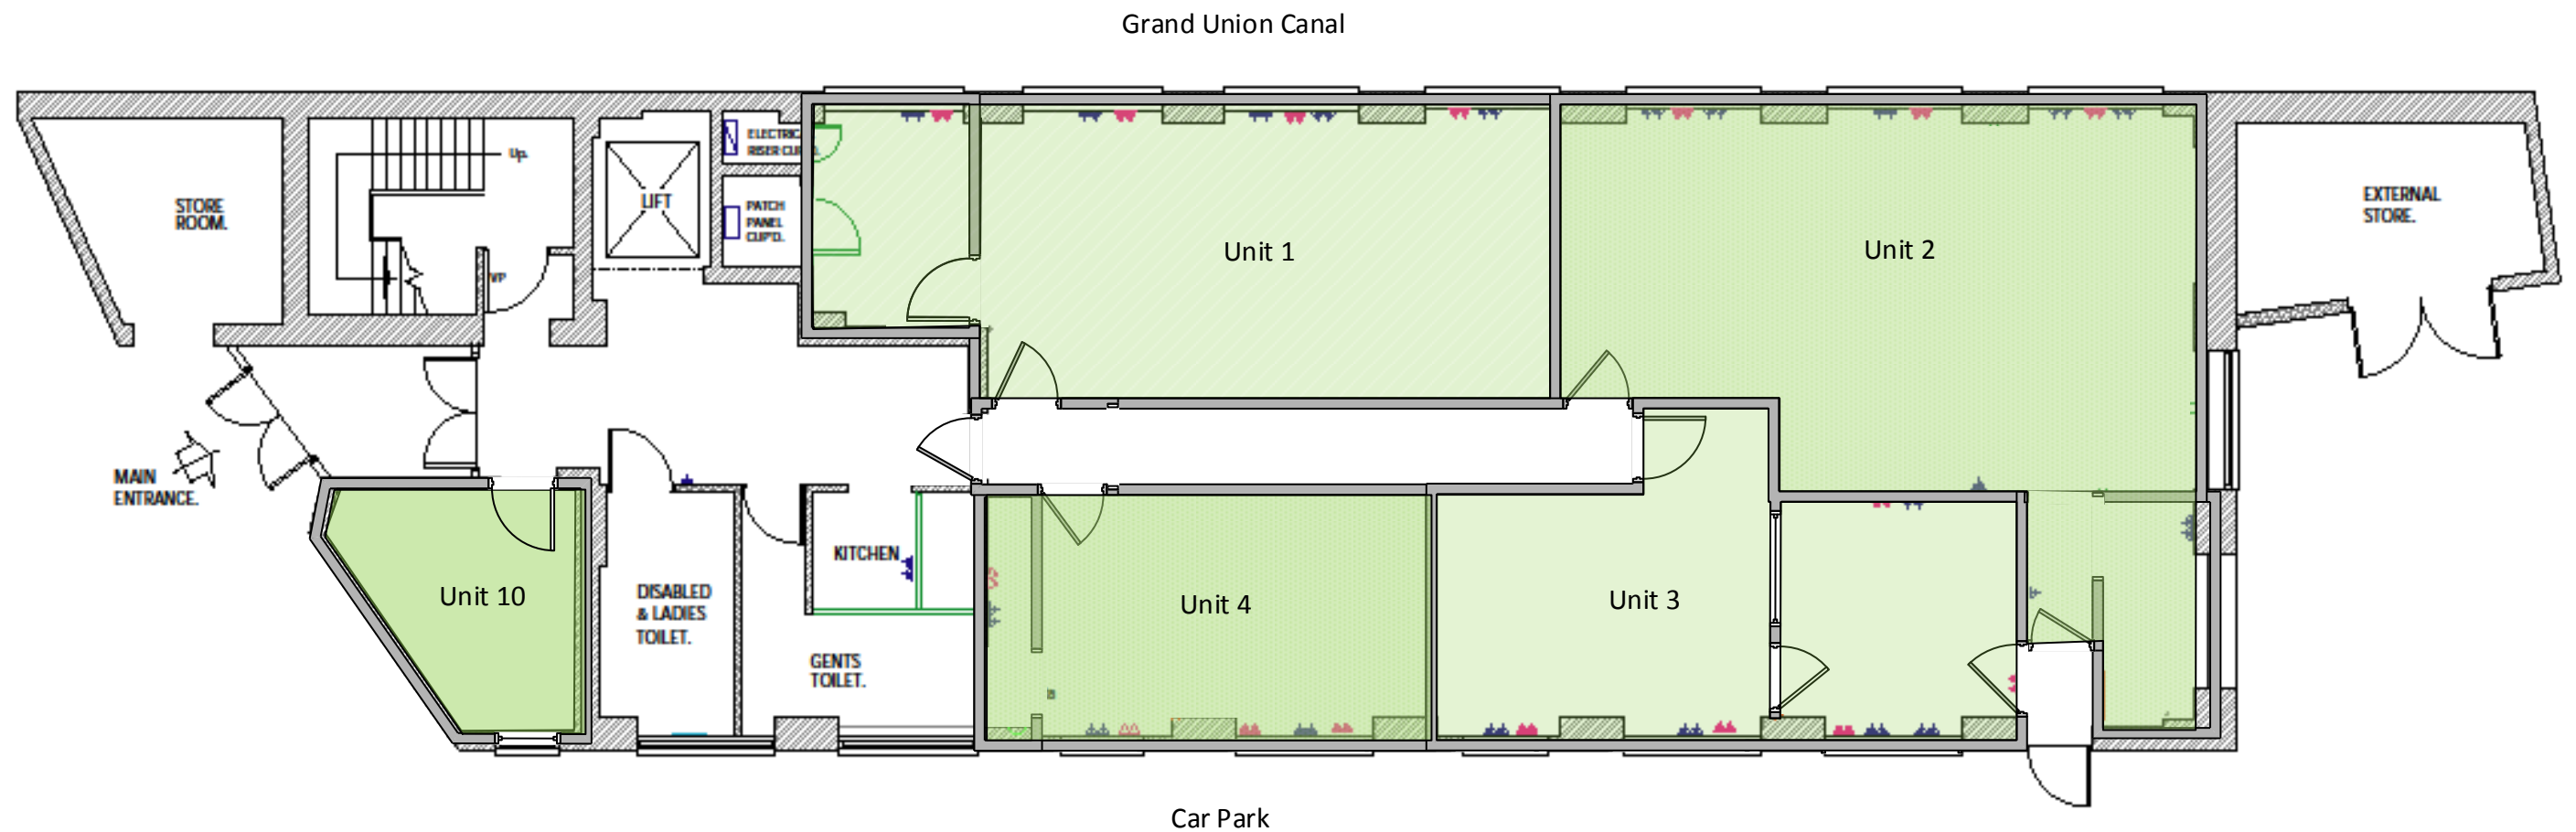 Grand Union Canal
ELECTRIC
RISER CUP'D.
Up.
STORE
ROOM.
LIFT
PATCH
PANEL
CUP'D.
EXTERNAL
STORE.
Unit 1
Unit 2
VP
MAIN
ENTRANCE.
KITCHEN
Unit 10
DISABLED
& LADIES
TOILET.
Unit 4
Unit 3
GENTS
TOILET.
Car Park